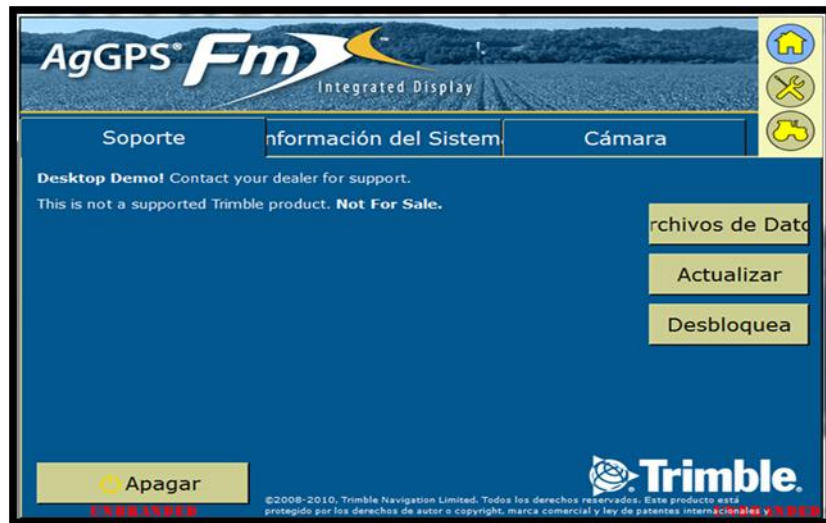 AgGPS® FmX™
Integrated Display
Soporte
nformación del Sistem
Cámara
Desktop Demo! Contact your dealer for support.
This is not a supported Trimble product. Not For Sale.
rchivos de Dato
Actualizar
Desbloquea
Trimble.
Apagar
©2008-2010, Trimble Navigation Limited. Todos los derechos reservados. Este producto está
protegido por los derechos de autor o copyright, marca comercial y ley de patentes internacionales y
UNBRANDED